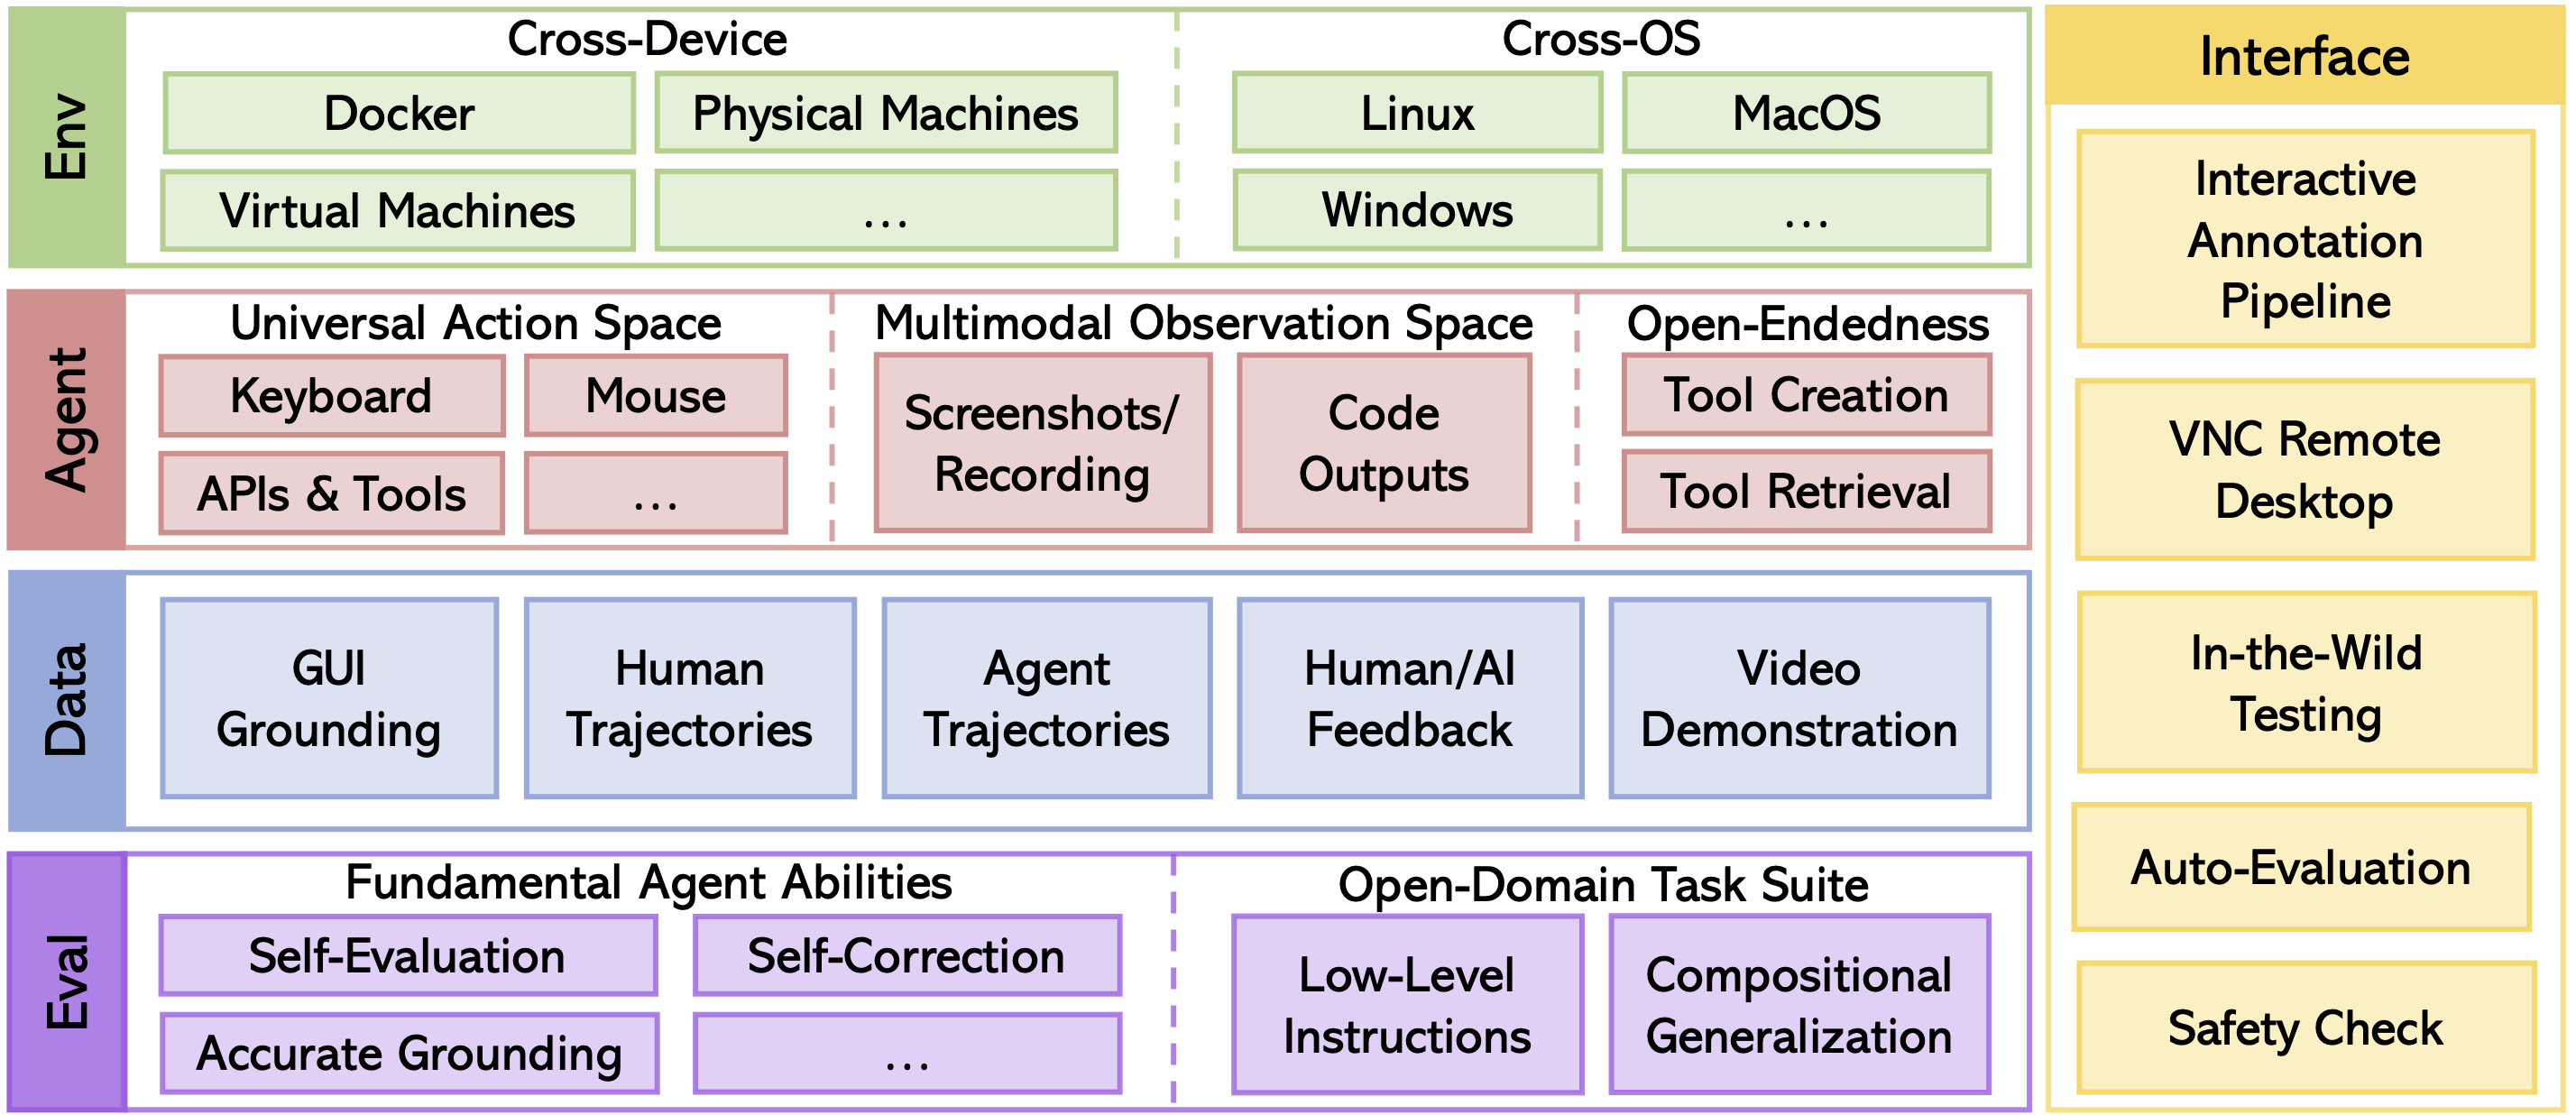 Env
Cross-Device
Docker
Physical Machines
Virtual Machines
...
Cross-OS
Linux
MacOS
Windows
...
Agent
Universal Action Space
Keyboard
Mouse
APIs & Tools
...
Multimodal Observation Space
Screenshots/
Recording
Code
Outputs
Open-Endedness
Tool Creation
Tool Retrieval
Data
GUI
Grounding
Human
Trajectories
Agent
Trajectories
Human/AI
Feedback
Video
Demonstration
Eval
Fundamental Agent Abilities
Self-Evaluation
Self-Correction
Accurate Grounding
...
Open-Domain Task Suite
Low-Level
Instructions
Compositional
Generalization
Interface
Interactive
Annotation
Pipeline
VNC Remote
Desktop
In-the-Wild
Testing
Auto-Evaluation
Safety Check